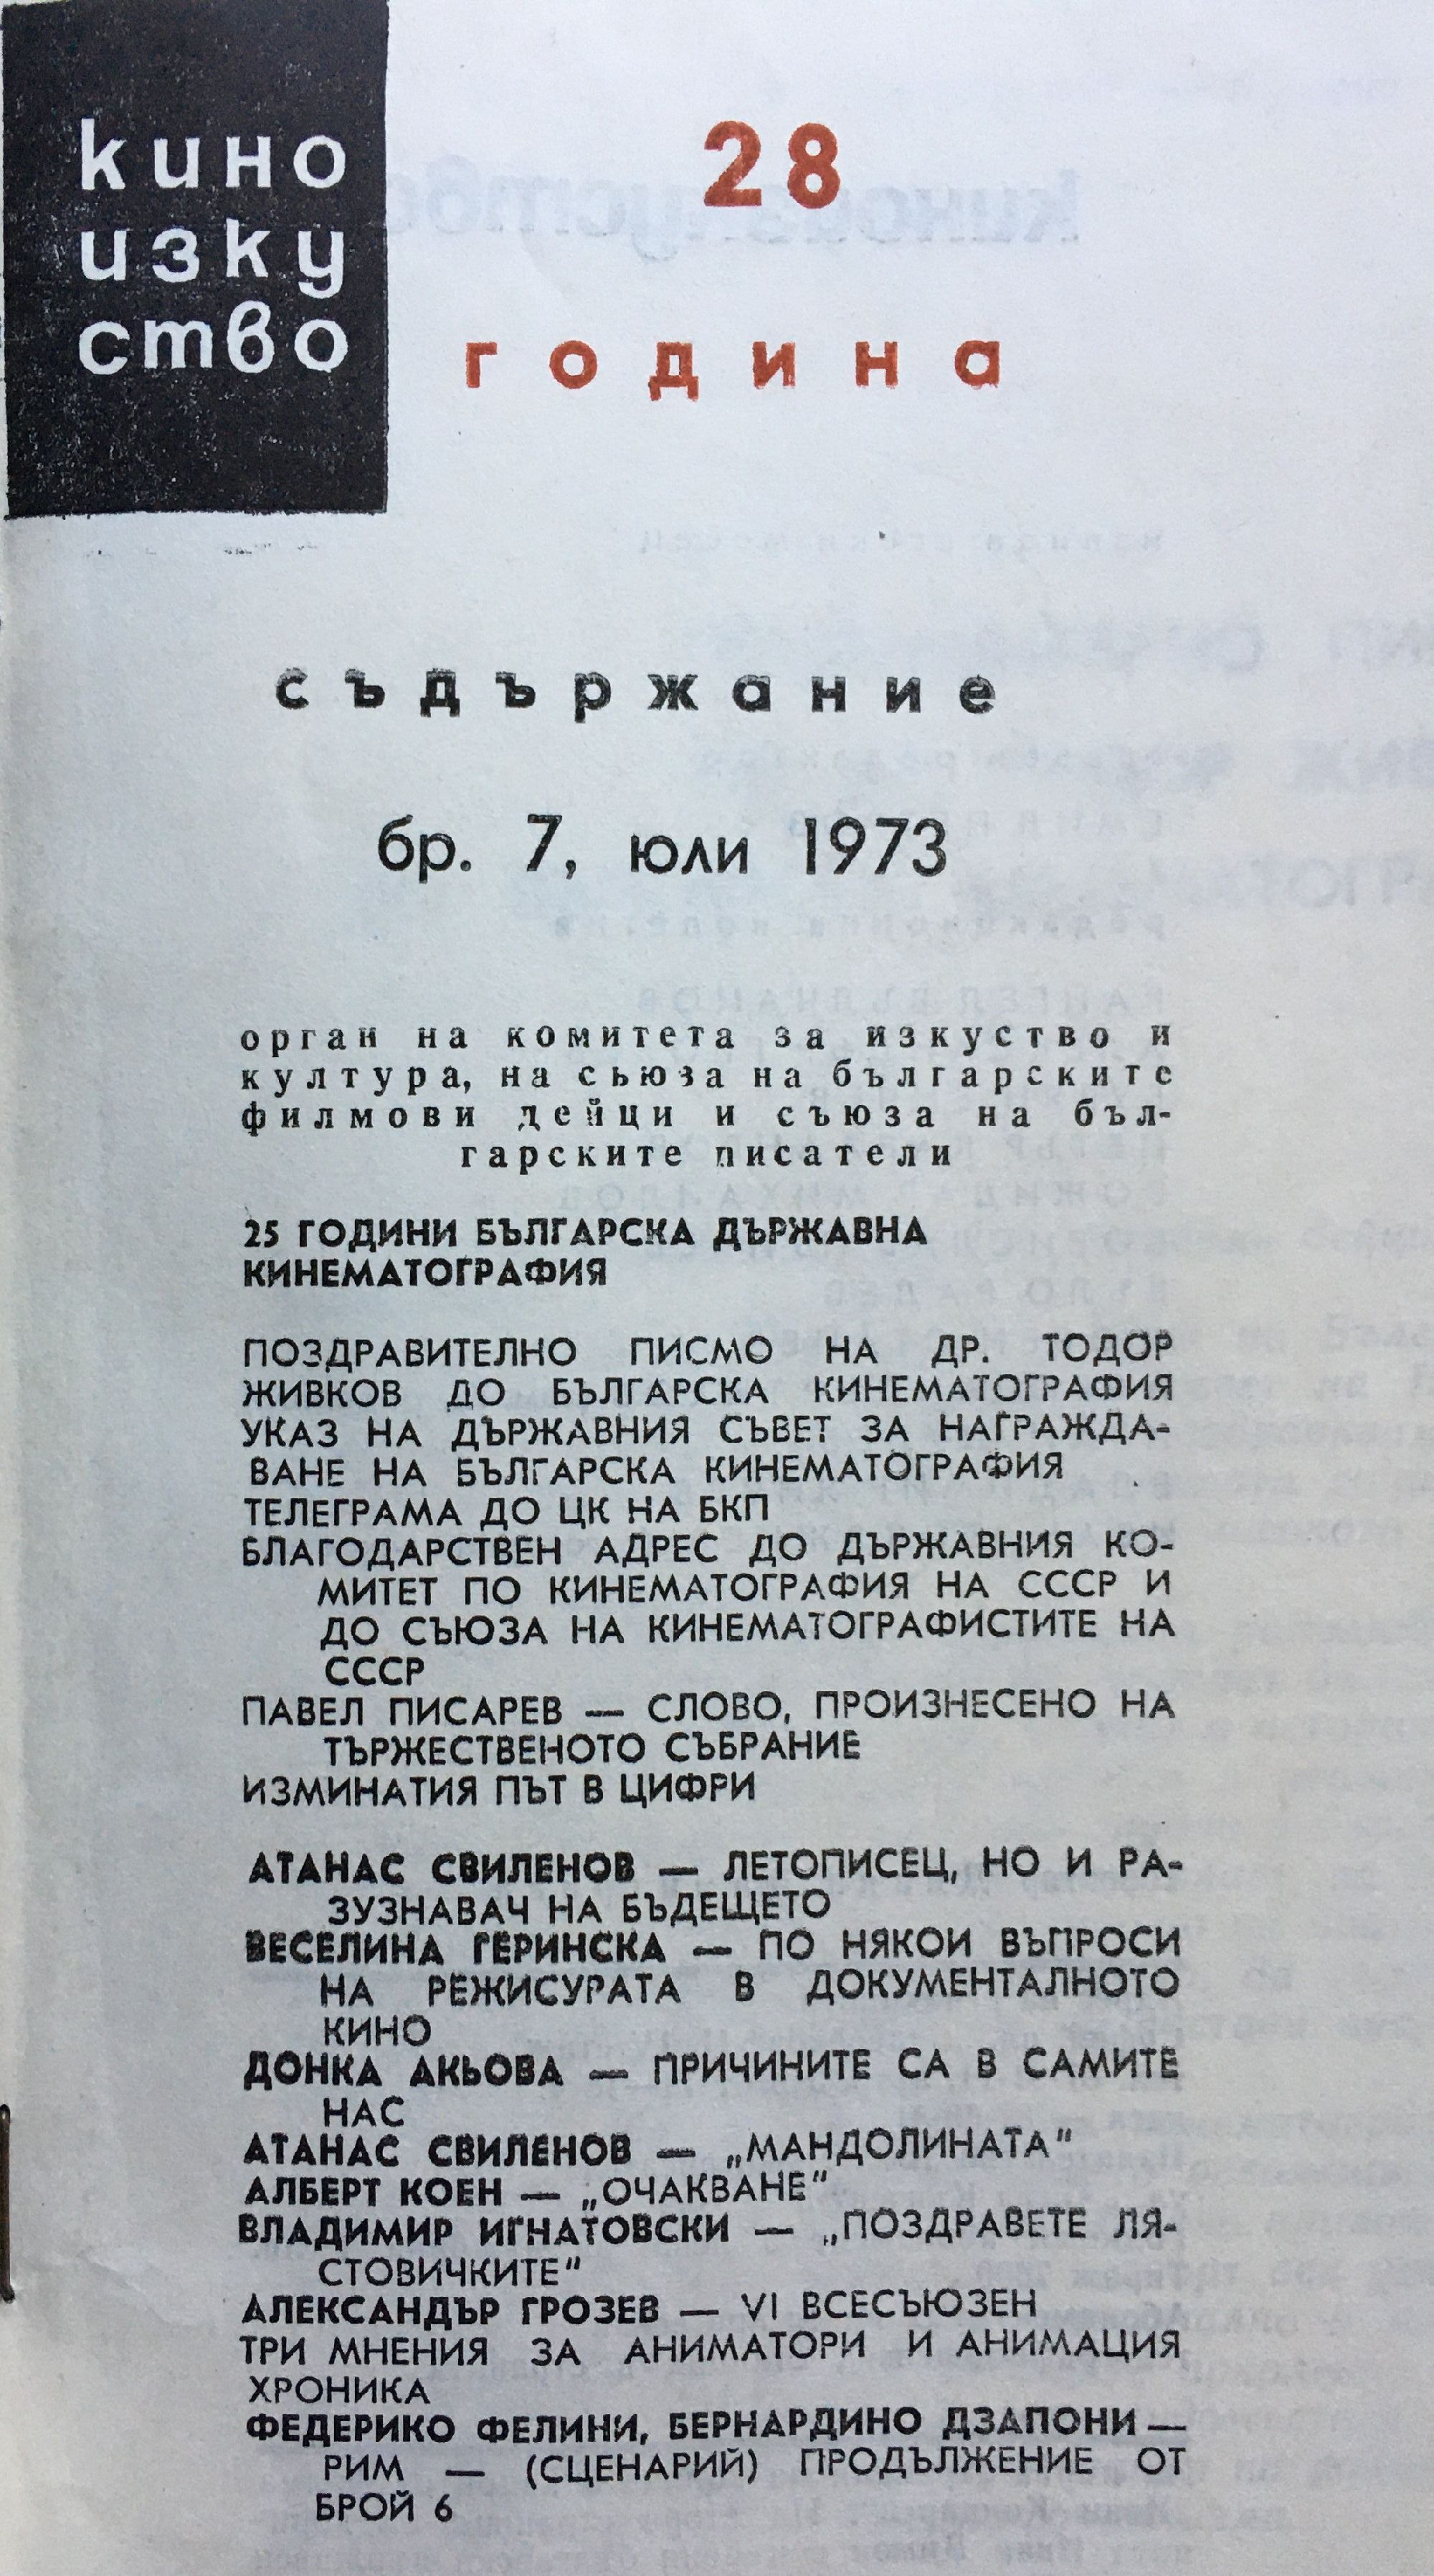 кино
изку
ство
28
година
съдържание
бр. 7, юли 1973
орган на комитета за изкуство и
култура, на съюза на българските
филмови дейци и съюза на бъл-
гарските писатели
25 ГОДИНИ БЪЛГАРСКА ДЪРЖАВНА
КИНЕМАТОГРАФИЯ
ПОЗДРАВИТЕЛНО ПИСМО НА ДР. ТОДОР
ЖИВКОВ ДО БЪЛГАРСКА КИНЕМАТОГРАФИЯ
УКАЗ НА ДЪРЖАВНИЯ СЪВЕТ ЗА НАГРАЖДА-
ВАНЕ НА БЪЛГАРСКА КИНЕМАТОГРАФИЯ
ТЕЛЕГРАМА ДО ЦК НА БКП
БЛАГОДАРСТВЕН АДРЕС ДО ДЪРЖАВНИЯ КО-
МИТЕТ ПО КИНЕМАТОГРАФИЯ НА СССР И
ДО СЪЮЗА НА КИНЕМАТОГРАФИСТИТЕ НА
СССР
ПАВЕЛ ПИСАРЕВ — СЛОВО, ПРОИЗНЕСЕНО НА
ТЪРЖЕСТВЕНОТО СЪБРАНИЕ
ИЗМИНАТИЯ ПЪТ В ЦИФРИ
АТАНАС СВИЛЕНОВ — ЛЕТОПИСЕЦ, НО И РА-
ЗУЗНАВАЧ НА БЪДЕЩЕТО
ВЕСЕЛИНА ГЕРИНСКА — ПО НЯКОИ ВЪПРОСИ
НА РЕЖИСУРАТА В ДОКУМЕНТАЛНОТО
КИНО
ДОНКА АКЬОВА — ПРИЧИНИТЕ СА В САМИТЕ
НАС
АТАНАС СВИЛЕНОВ — „МАНДОЛИНАТА"
АЛБЕРТ КОЕН — „ОЧАКВАНЕ"
ВЛАДИМИР ИГНАТОВСКИ — „ПОЗДРАВЕТЕ ЛЯ-
СТОВИЧКИТЕ"
АЛЕКСАНДЪР ГРОЗЕВ — VI ВСЕСЪЮЗЕН
ТРИ МНЕНИЯ ЗА АНИМАТОРИ И АНИМАЦИЯ
ХРОНИКА
ФЕДЕРИКО ФЕЛИНИ, БЕРНАРДИНО ДЗАПОНИ —
РИМ — (СЦЕНАРИЙ) ПРОДЪЛЖЕНИЕ ОТ
БРОЙ 6